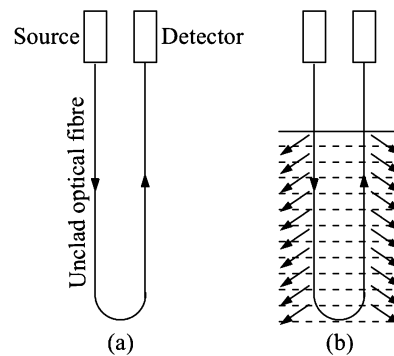 Source
Detector
Unclad optical fibre
(a)
(b)